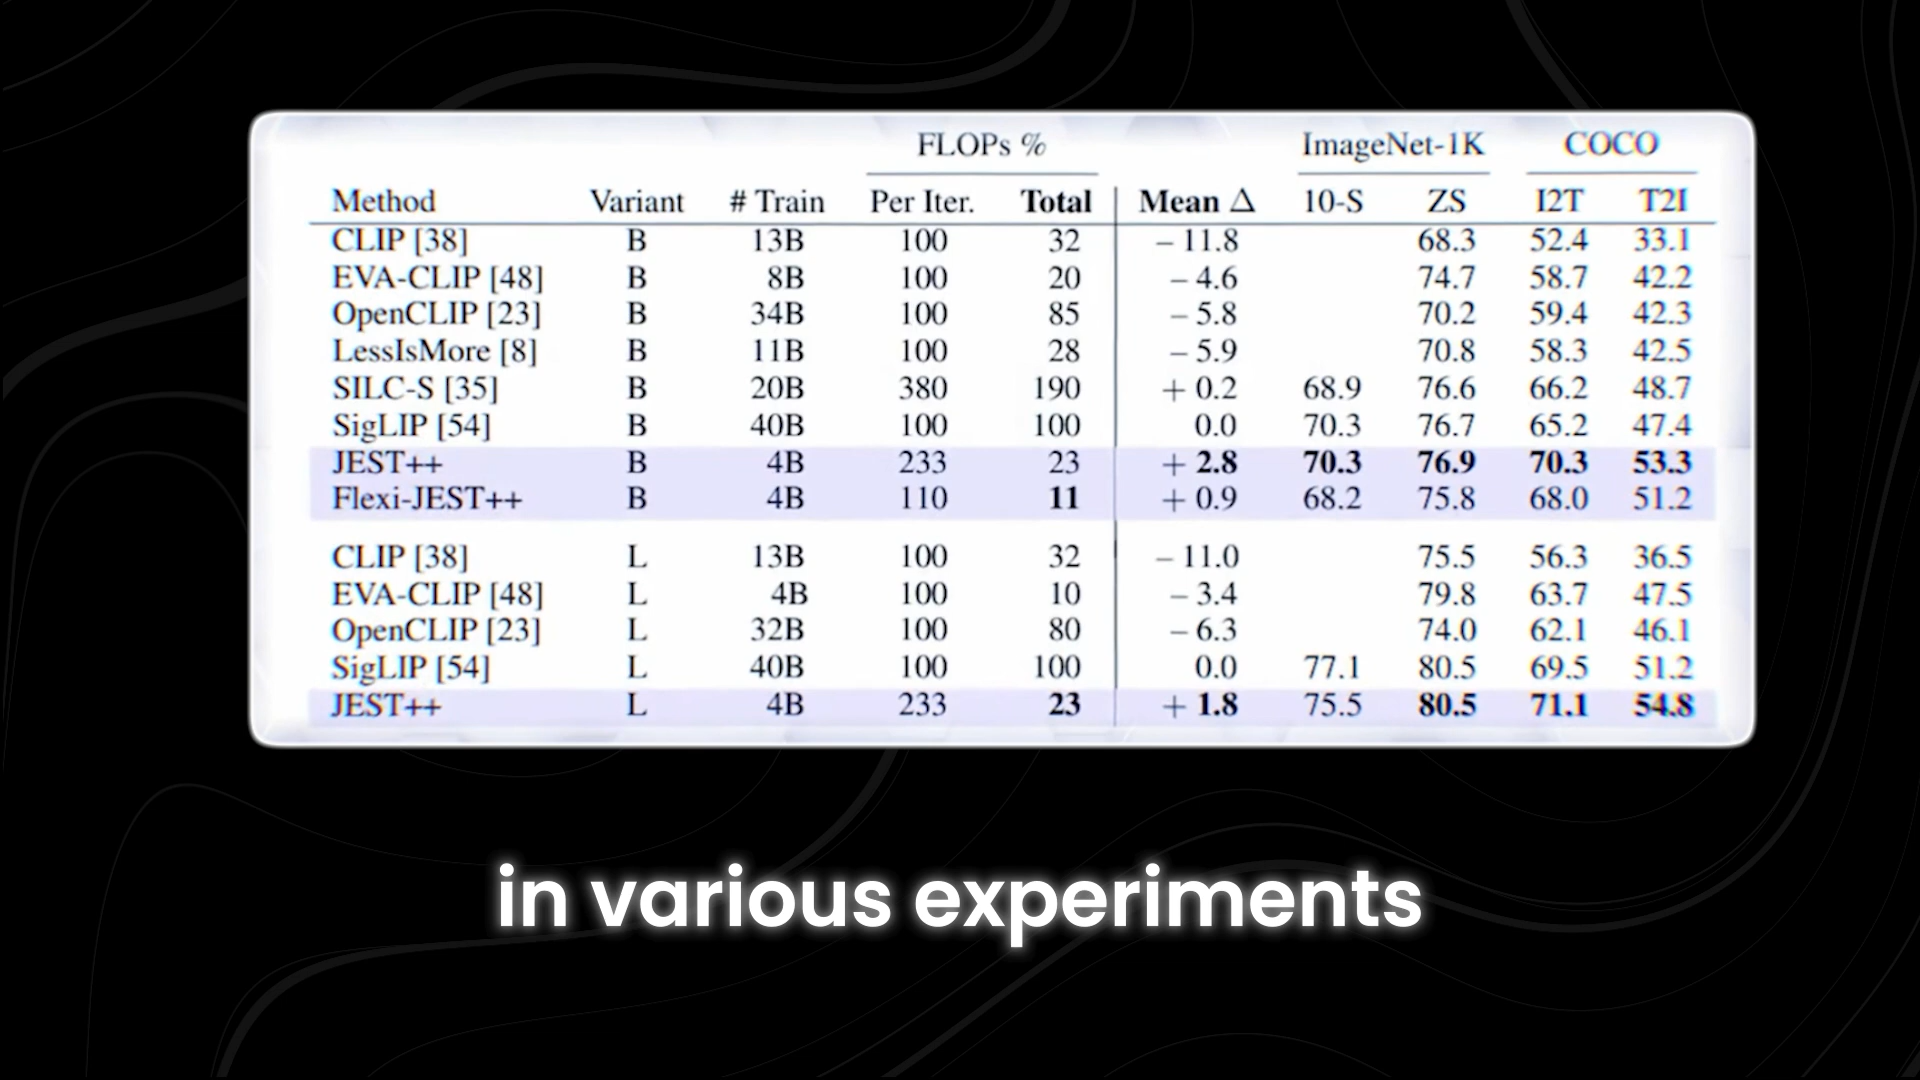 FLOPs % ImageNet-1K COCO
Method Variant # Train Per Iter. Total Mean Δ 10-S ZS I2T T2I
CLIP [38] B 13B 100 32 – 11.8 68.3 52.4 33.1
EVA-CLIP [48] B 8B 100 20 – 4.6 74.7 58.7 42.2
OpenCLIP [23] B 34B 100 85 – 5.8 70.2 59.4 42.3
LessIsMore [8] B 11B 100 28 – 5.9 70.8 58.3 42.5
SILC-S [35] B 20B 380 190 + 0.2 68.9 76.6 66.2 48.7
SigLIP [54] B 40B 100 100 0.0 70.3 76.7 65.2 47.4
JEST++ B 4B 233 23 + 2.8 70.3 76.9 70.3 53.3
Flexi-JEST++ B 4B 110 11 + 0.9 68.2 75.8 68.0 51.2
CLIP [38] L 13B 100 32 – 11.0 75.5 56.3 36.5
EVA-CLIP [48] L 4B 100 10 – 3.4 79.8 63.7 47.5
OpenCLIP [23] L 32B 100 80 – 6.3 74.0 62.1 46.1
SigLIP [54] L 40B 100 100 0.0 77.1 80.5 69.5 51.2
JEST++ L 4B 233 23 + 1.8 75.5 80.5 71.1 54.8
in various experiments